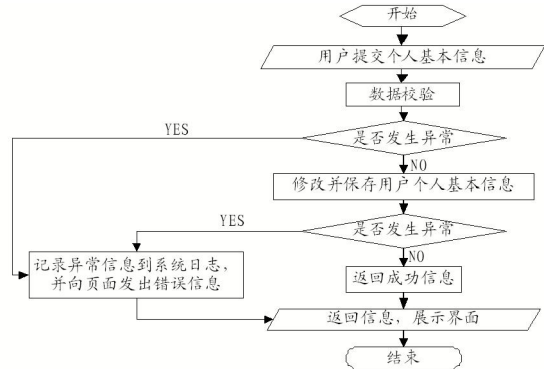 开始
用户提交个人基本信息
数据校验
YES
是否发生异常
NO
修改并保存用户个人基本信息
YES
是否发生异常
NO
记录异常信息到系统日志，
并向页面发出错误信息
返回成功信息
返回信息，展示界面
结束